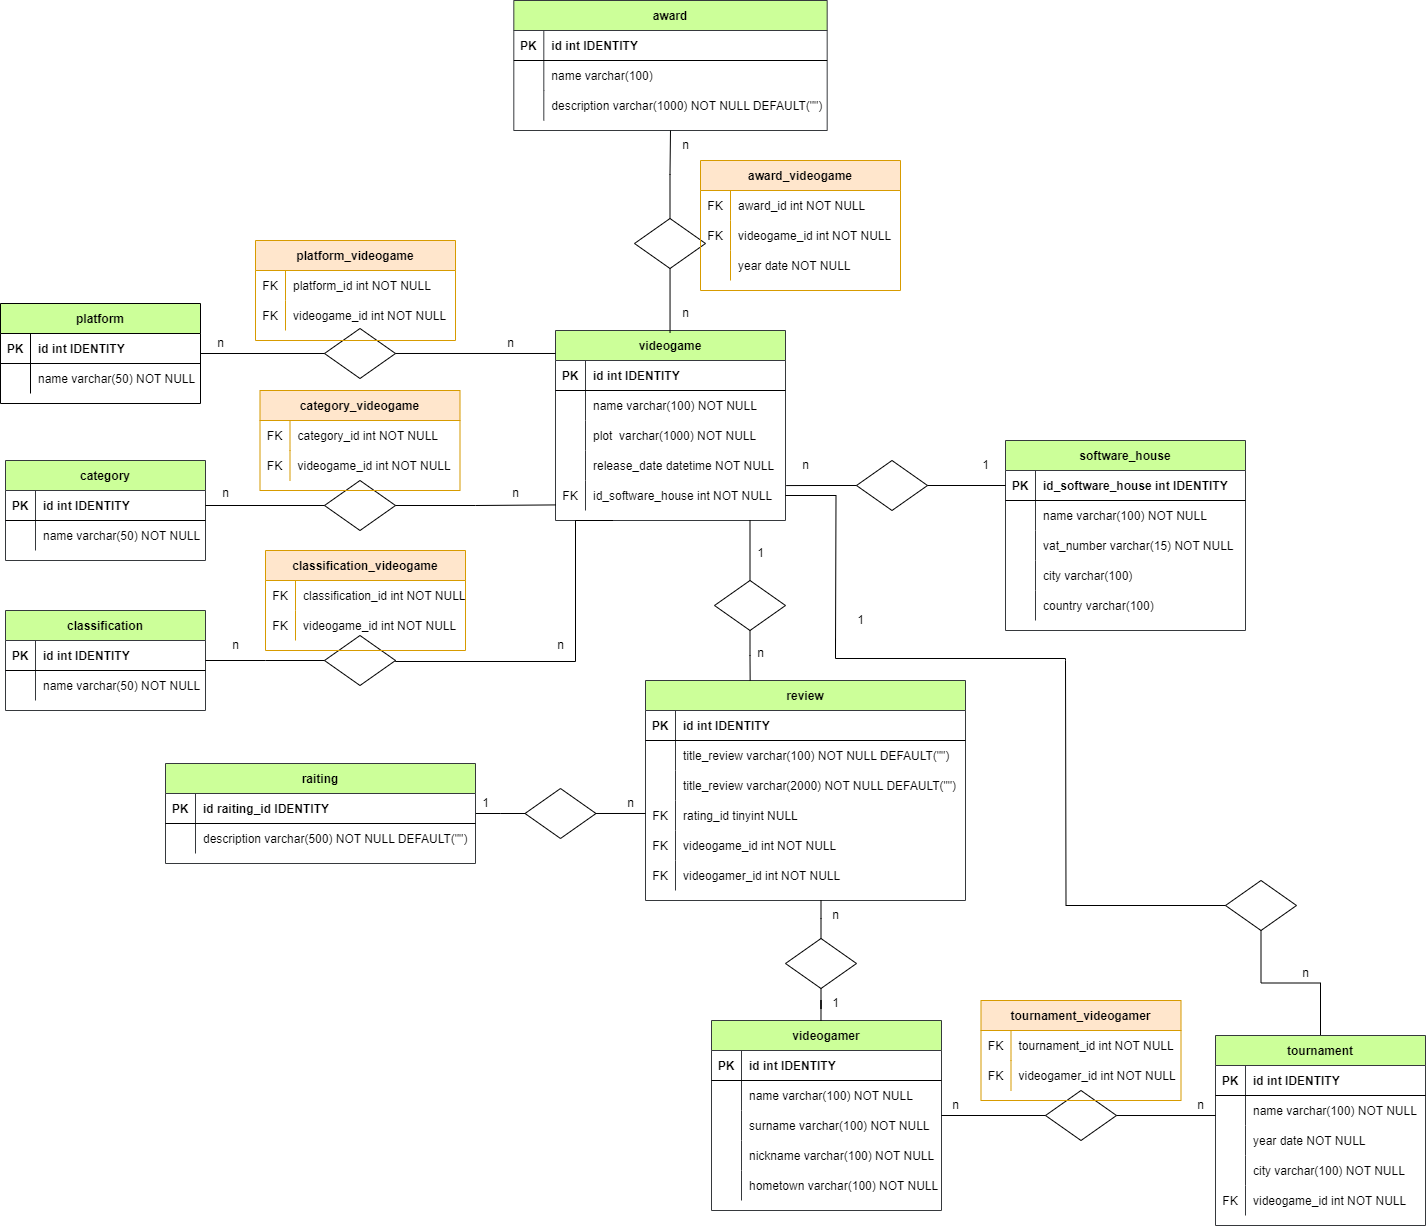 award
PK id int IDENTITY
name varchar(100)
description varchar(1000) NOT NULL DEFAULT("")
n
award_videogame
FK award_id int NOT NULL
FK videogame_id int NOT NULL
year date NOT NULL
n
platform_videogame
FK platform_id int NOT NULL
FK videogame_id int NOT NULL
platform
PK id int IDENTITY
name varchar(50) NOT NULL
n
n
videogame
PK id int IDENTITY
name varchar(100) NOT NULL
plot  varchar(1000) NOT NULL
release_date datetime NOT NULL
FK id_software_house int NOT NULL
category_videogame
FK category_id int NOT NULL
FK videogame_id int NOT NULL
category
PK id int IDENTITY
name varchar(50) NOT NULL
n
n
n
1
software_house
PK id_software_house int IDENTITY
name varchar(100) NOT NULL
vat_number varchar(15) NOT NULL
city varchar(100)
country varchar(100)
classification_videogame
FK classification_id int NOT NULL
FK videogame_id int NOT NULL
classification
PK id int IDENTITY
name varchar(50) NOT NULL
n
n
1
n
1
review
PK id int IDENTITY
title_review varchar(100) NOT NULL DEFAULT("")
title_review varchar(2000) NOT NULL DEFAULT("")
FK rating_id tinyint NULL
FK videogame_id int NOT NULL
FK videogamer_id int NOT NULL
raiting
PK id raiting_id IDENTITY
description varchar(500) NOT NULL DEFAULT("")
1
n
n
1
videogamer
PK id int IDENTITY
name varchar(100) NOT NULL
surname varchar(100) NOT NULL
nickname varchar(100) NOT NULL
hometown varchar(100) NOT NULL
tournament_videogamer
FK tournament_id int NOT NULL
FK videogamer_id int NOT NULL
n
n
n
tournament
PK id int IDENTITY
name varchar(100) NOT NULL
year date NOT NULL
city varchar(100) NOT NULL
FK videogame_id int NOT NULL